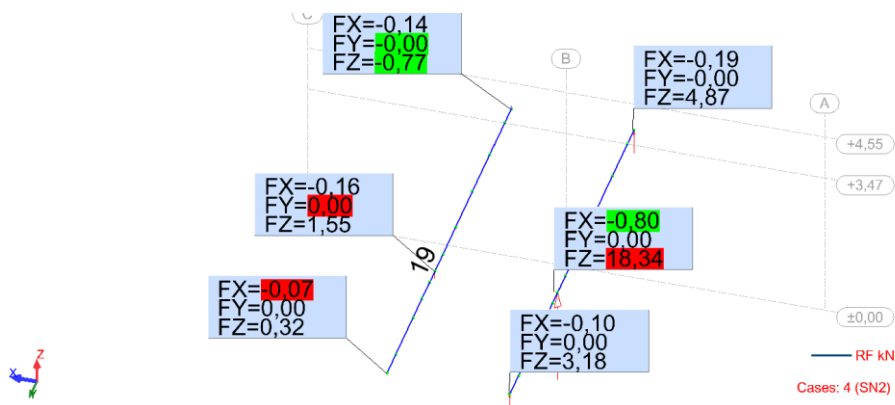 C
FX=-0,14
FY=-0,00
FZ=-0,77
B
FX=-0,19
FY=-0,00
FZ=4,87
A
+4,55
+3,47
FX=-0,16
FY=0,00
FZ=1,55
19
FX=-0,80
FY=0,00
FZ=18,34
FX=-0,07
FY=0,00
FZ=0,32
FX=-0,10
FY=0,00
FZ=3,18
±0,00
RF kN
Cases: 4 (SN2)
Z
X
Y